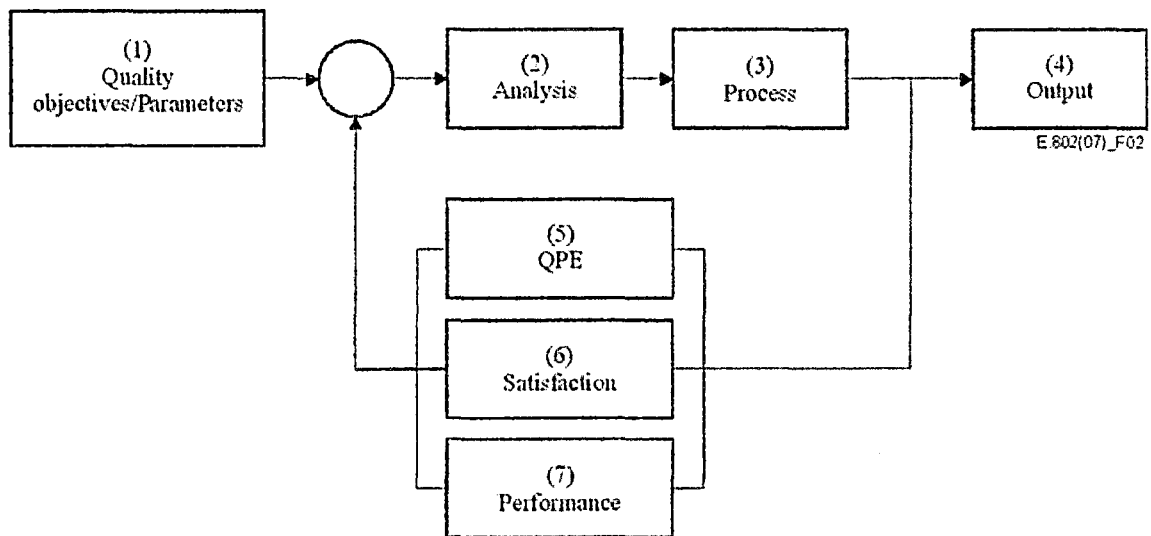 (1)
Quality
objectives/Parameters
(2)
Analysis
(3)
Process
(4)
Output
E.802(07)_F02
(5)
QPE
(6)
Satisfaction
(7)
Performance